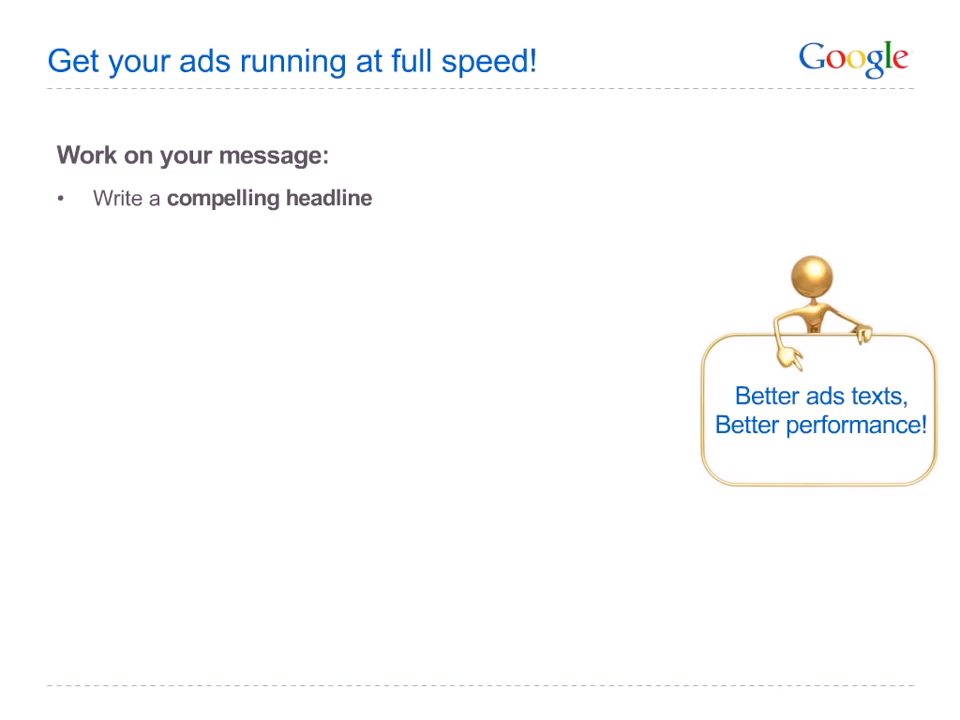 Get your ads running at full speed!
Google
Work on your message:
• Write a compelling headline
Better ads texts,
Better performance!